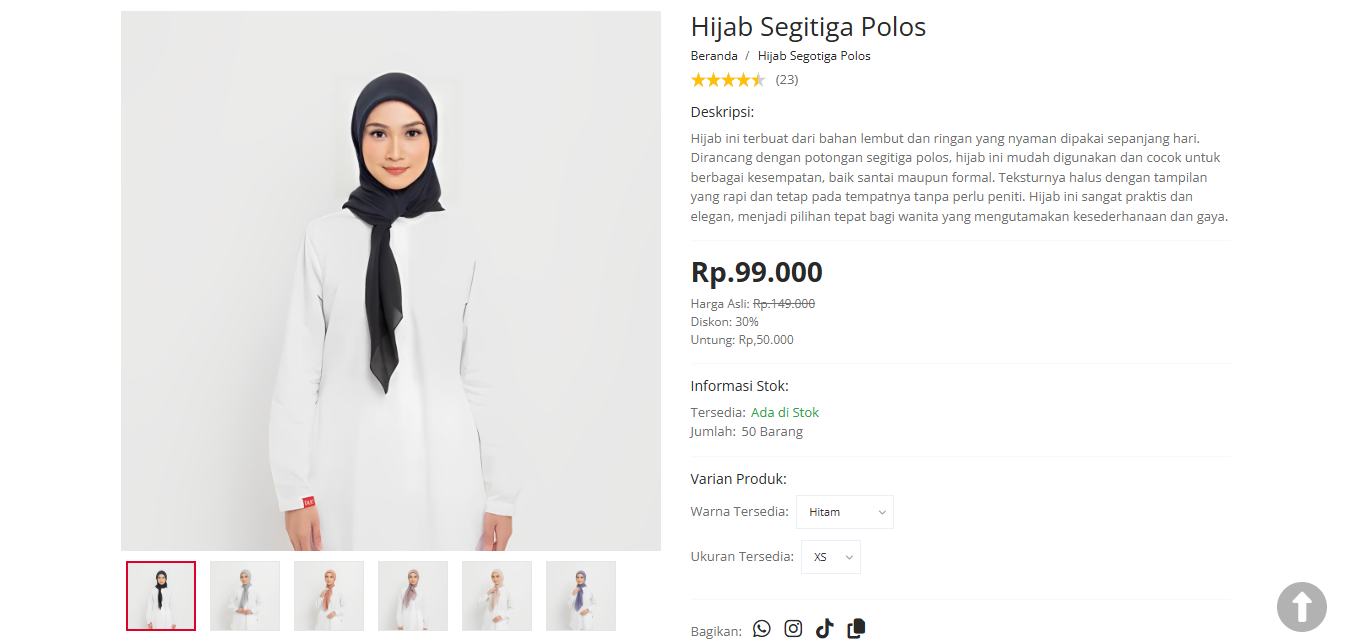 Hijab Segitiga Polos
Beranda / Hijab Segotiga Polos
(23)
Deskripsi:
Hijab ini terbuat dari bahan lembut dan ringan yang nyaman dipakai sepanjang hari.
Dirancang dengan potongan segitiga polos, hijab ini mudah digunakan dan cocok untuk
berbagai kesempatan, baik santai maupun formal. Teksturnya halus dengan tampilan
yang rapi dan tetap pada tempatnya tanpa perlu peniti. Hijab ini sangat praktis dan
elegan, menjadi pilihan tepat bagi wanita yang mengutamakan kesederhanaan dan gaya.
Rp.99.000
Harga Asli: Rp.149.000
Diskon: 30%
Untung: Rp,50.000
Informasi Stok:
Tersedia: Ada di Stok
Jumlah: 50 Barang
Varian Produk:
Warna Tersedia: Hitam
Ukuran Tersedia: XS
Bagikan: